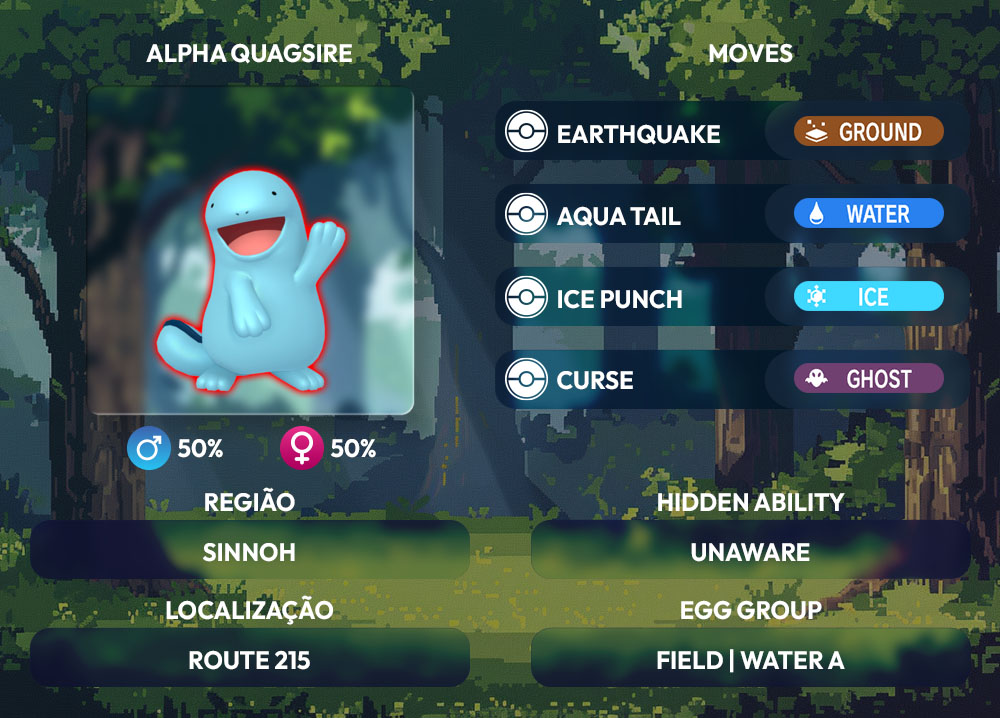 ALPHA QUAGSIRE
♂ 50% ♀ 50%
MOVES
EARTHQUAKE GROUND
AQUA TAIL WATER
ICE PUNCH ICE
CURSE GHOST
REGIÃO
SINNOH
HIDDEN ABILITY
UNAWARE
LOCALIZAÇÃO
ROUTE 215
EGG GROUP
FIELD | WATER A